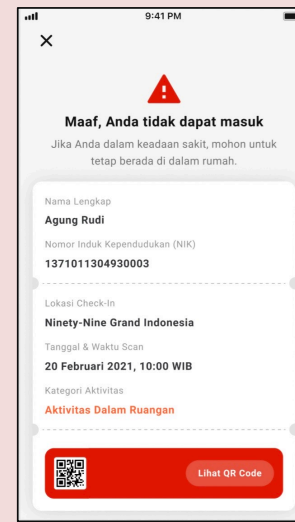 9:41 PM
Maaf, Anda tidak dapat masuk
Jika Anda dalam keadaan sakit, mohon untuk
tetap berada di dalam rumah.
Nama Lengkap
Agung Rudi
Nomor Induk Kependudukan (NIK)
1371011304930003
Lokasi Check-In
Ninety-Nine Grand Indonesia
Tanggal & Waktu Scan
20 Februari 2021, 10:00 WIB
Kategori Aktivitas
Aktivitas Dalam Ruangan
Lihat QR Code